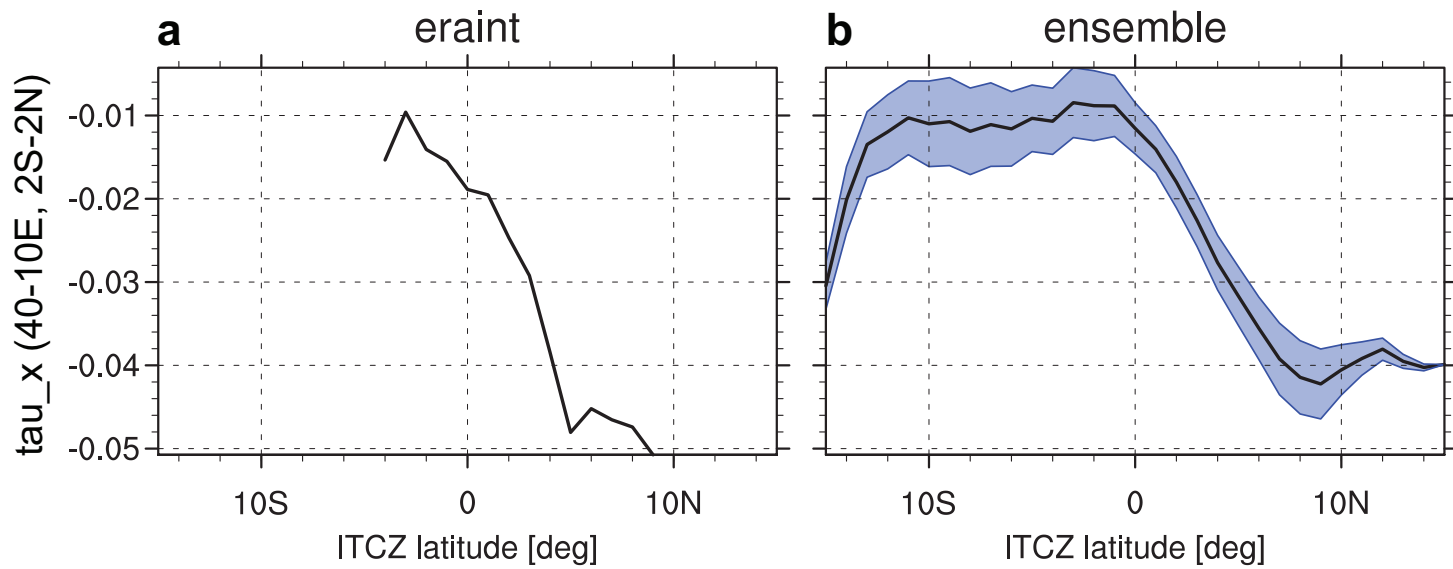 a eraint
b ensemble
tau_x (40-10E, 2S-2N)
-0.01
-0.02
-0.03
-0.04
-0.05
10S 0 10N
10S 0 10N
ITCZ latitude [deg]
ITCZ latitude [deg]